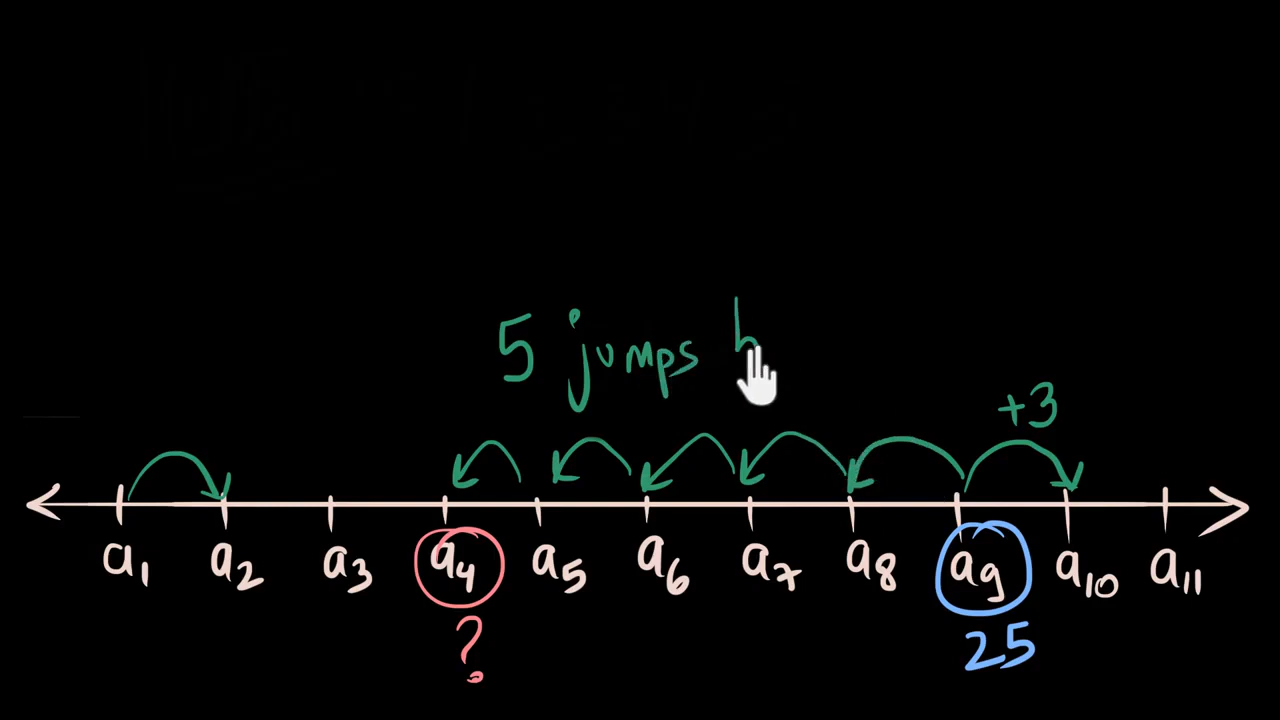 5 jumps b
+3
a₁ a₂ a₃ a₄ a₅ a₆ a₇ a₈ a₉ a₁₀ a₁₁
? 25